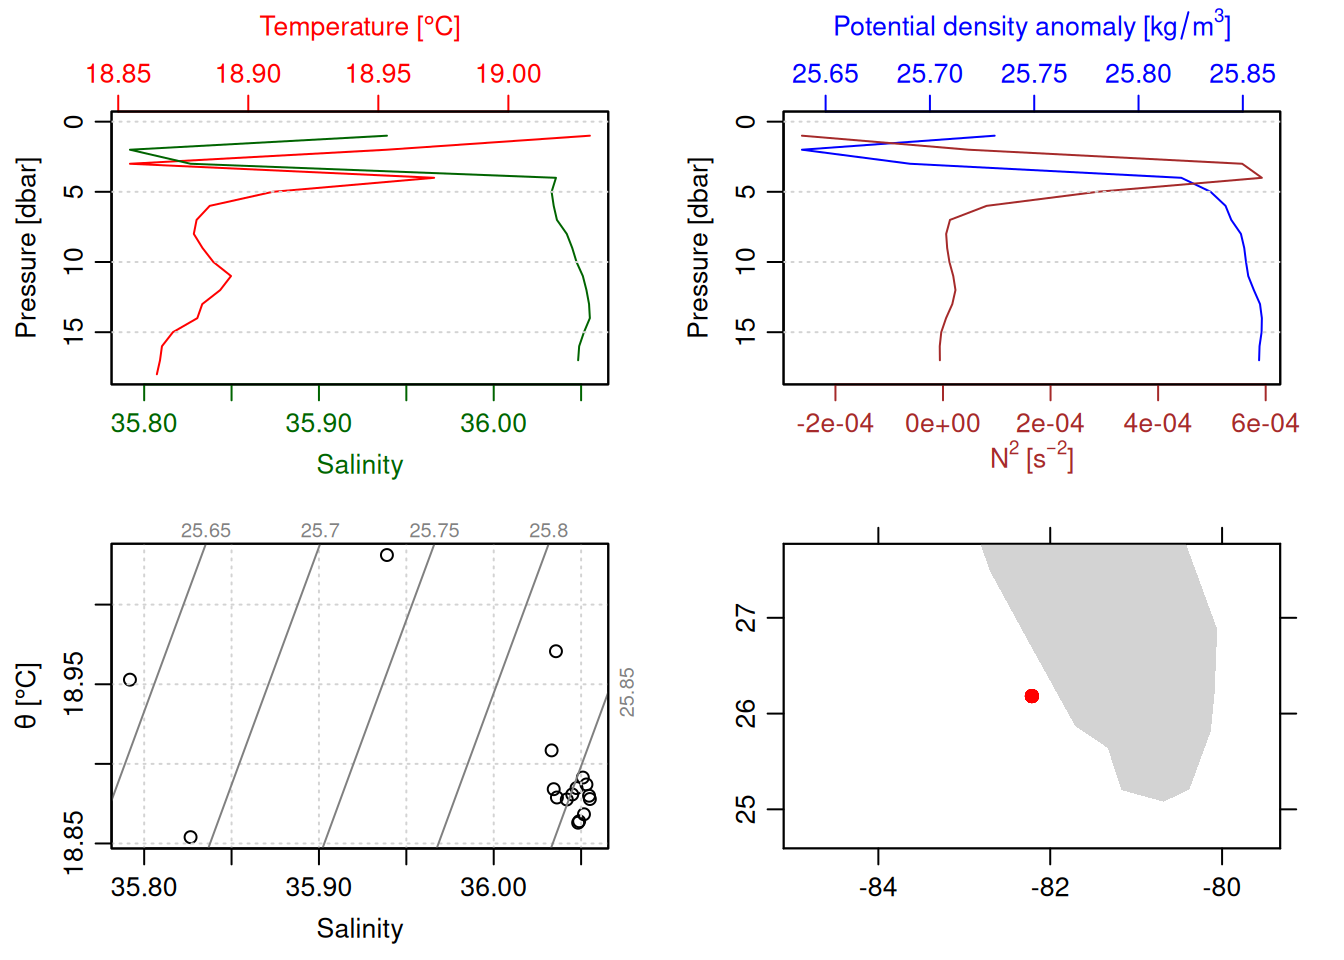 Temperature [°C]
18.85 18.90 18.95 19.00
Pressure [dbar]
0
5
10
15
35.80 35.90 36.00
Salinity
Potential density anomaly [kg/m³]
25.65 25.70 25.75 25.80 25.85
Pressure [dbar]
0
5
10
15
-2e-04 0e+00 2e-04 4e-04 6e-04
N² [s⁻²]
25.65 25.7 25.75 25.8
25.85
θ [°C]
18.95
18.85
35.80 35.90 36.00
Salinity
27
26
25
-84 -82 -80